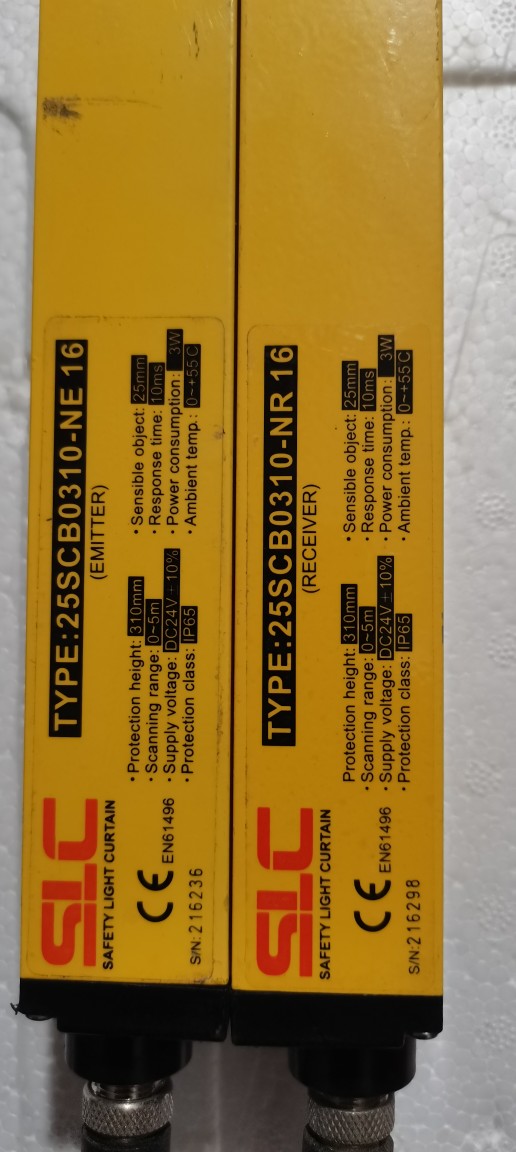 SLC
SAFETY LIGHT CURTAIN
TYPE:25SCB0310-NE 16
(EMITTER)
• Protection height: 310mm
• Scanning range: 0~5m
• Supply voltage: DC24V±10%
• Protection class: IP65
• Sensible object: 25mm
• Response time: 10ms
• Power consumption: 3W
• Ambient temp.: 0~+55C
CE EN61496
S/N:216236
SLC
SAFETY LIGHT CURTAIN
TYPE:25SCB0310-NR 16
(RECEIVER)
Protection height: 310mm
• Scanning range: 0~5m
• Supply voltage: DC24V±10%
• Protection class: IP65
• Sensible object: 25mm
• Response time: 10ms
• Power consumption: 3W
• Ambient temp.: 0~+55C
CE EN61496
S/N:216298